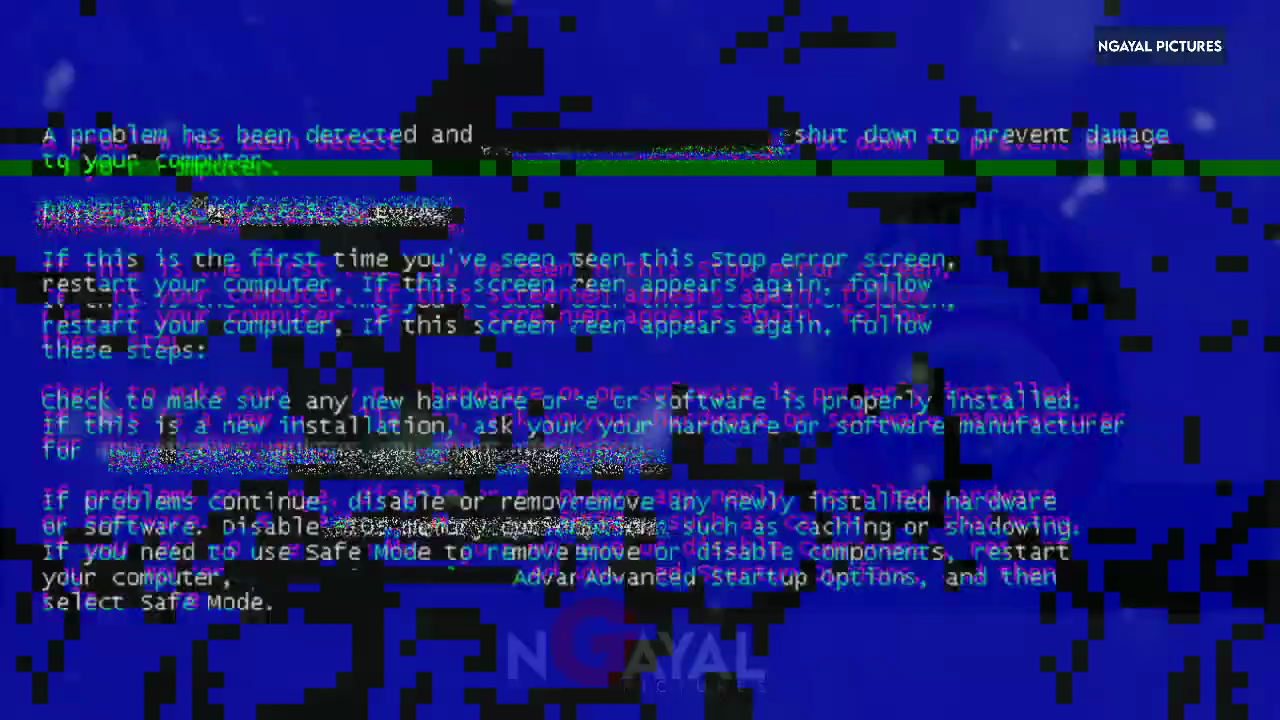 NGAYAL PICTURES
A problem has been detected and shut down to prevent damage
to your computer.
If this is the first time you've seen seen this Stop error screen,
restart your computer, If this screen reen appears again, follow
restart your computer, If this screen reen appears again, follow
these steps:
Check to make sure any new hardware or e or software is properly installed.
If this is a new installation, ask your your hardware or software manufacturer
for
If problems continue, disable or remov remove any newly installed hardware
or software. Disable such as caching or shadowing.
If you need to use Safe Mode to remove emove or disable components, restart
your computer, Advar Advanced Startup Options, and then
select Safe Mode.
NGAYAL
PICTURES